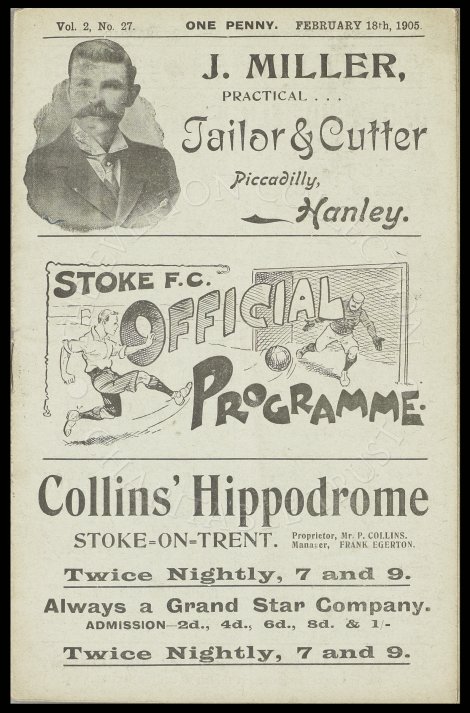 Vol. 2, No. 27. ONE PENNY. FEBRUARY 18th, 1905.
J. MILLER,
PRACTICAL . . .
Tailor & Cutter
Piccadilly,
Hanley.
STOKE F.C.
OFFICIAL
PROGRAMME.
Collins' Hippodrome
STOKE=ON=TRENT. Proprietor, Mr. P. COLLINS.
Manager, FRANK EGERTON.
Twice Nightly, 7 and 9.
Always a Grand Star Company.
ADMISSION—2d., 4d., 6d., 8d. & 1/-
Twice Nightly, 7 and 9.